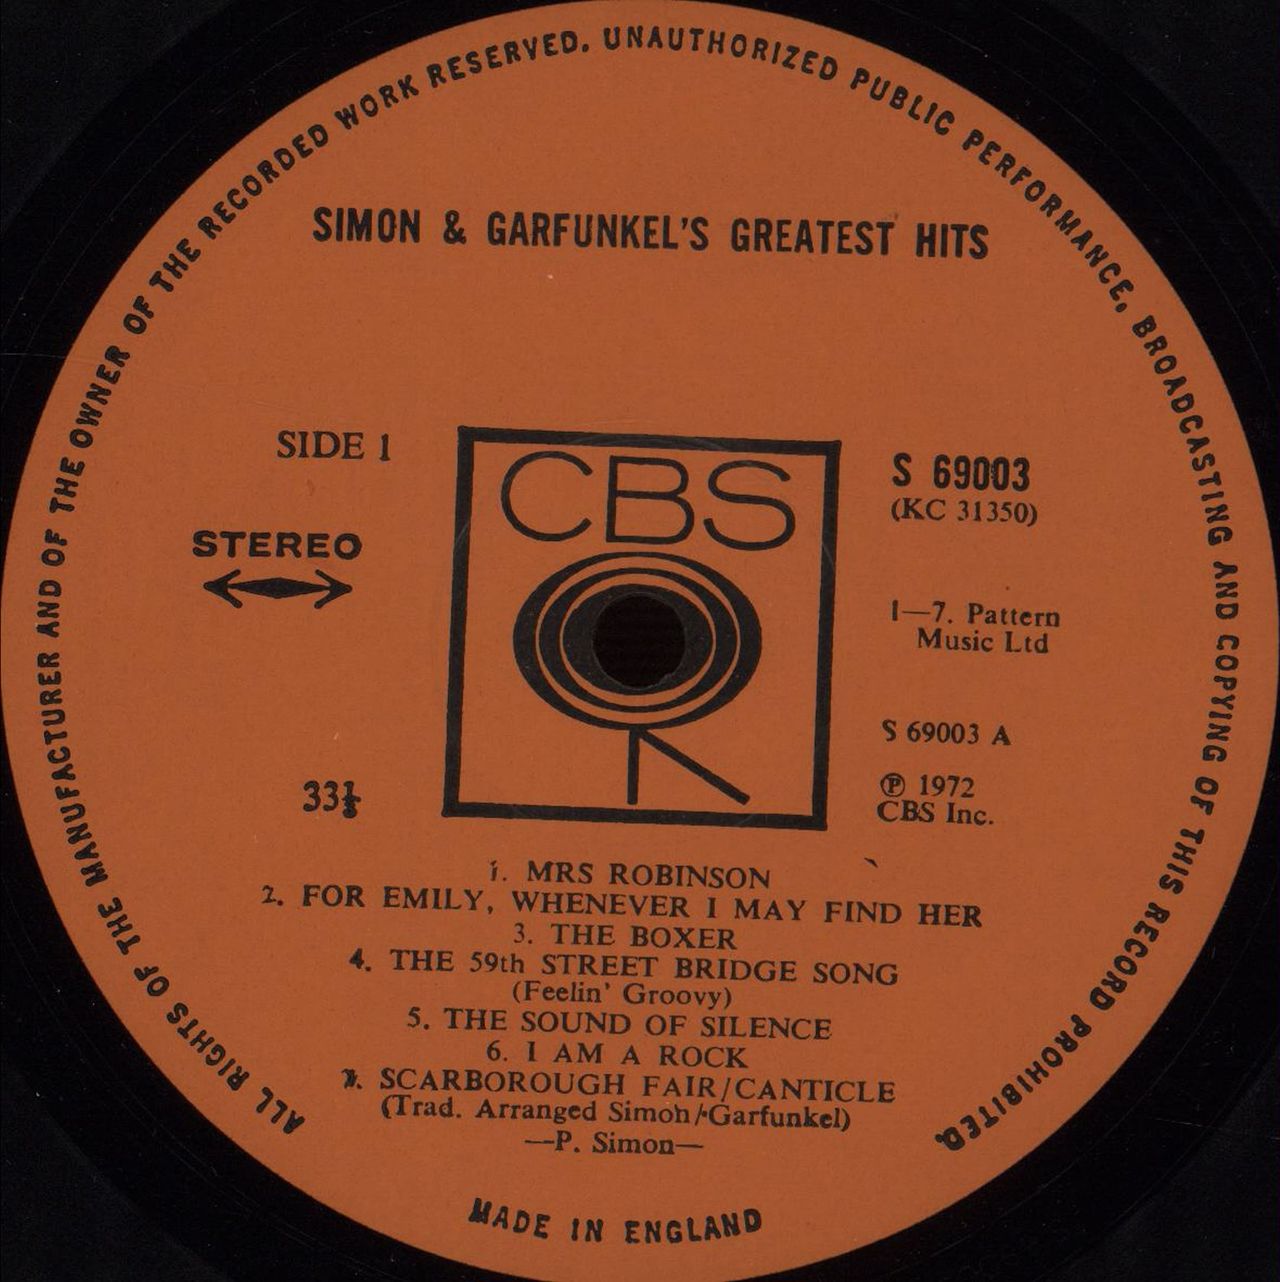 ALL RIGHTS OF THE MANUFACTURER AND OF THE OWNER OF THE RECORDED WORK RESERVED. UNAUTHORIZED PUBLIC PERFORMANCE, BROADCASTING AND COPYING OF THIS RECORD PROHIBITED.
SIMON & GARFUNKEL'S GREATEST HITS
SIDE 1
STEREO
33⅓
CBS
S 69003
(KC 31350)
1—7. Pattern
Music Ltd
S 69003 A
℗ 1972
CBS Inc.
1. MRS ROBINSON
2. FOR EMILY, WHENEVER I MAY FIND HER
3. THE BOXER
4. THE 59th STREET BRIDGE SONG
(Feelin' Groovy)
5. THE SOUND OF SILENCE
6. I AM A ROCK
7. SCARBOROUGH FAIR/CANTICLE
(Trad. Arranged Simon/Garfunkel)
—P. Simon—
MADE IN ENGLAND